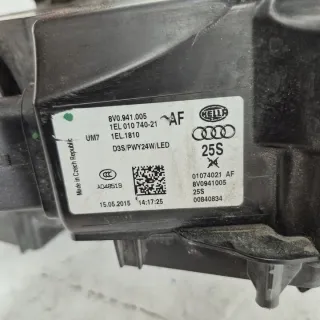 8V0.941.005
1EL 010 740-21 AF
UM7 1EL.1810
D3S/PWY24W/LED
Made in Czech Republic
HELLA
25S
01074021 AF
8V0941005
25S
00840834
15.05.2015 14:17:25